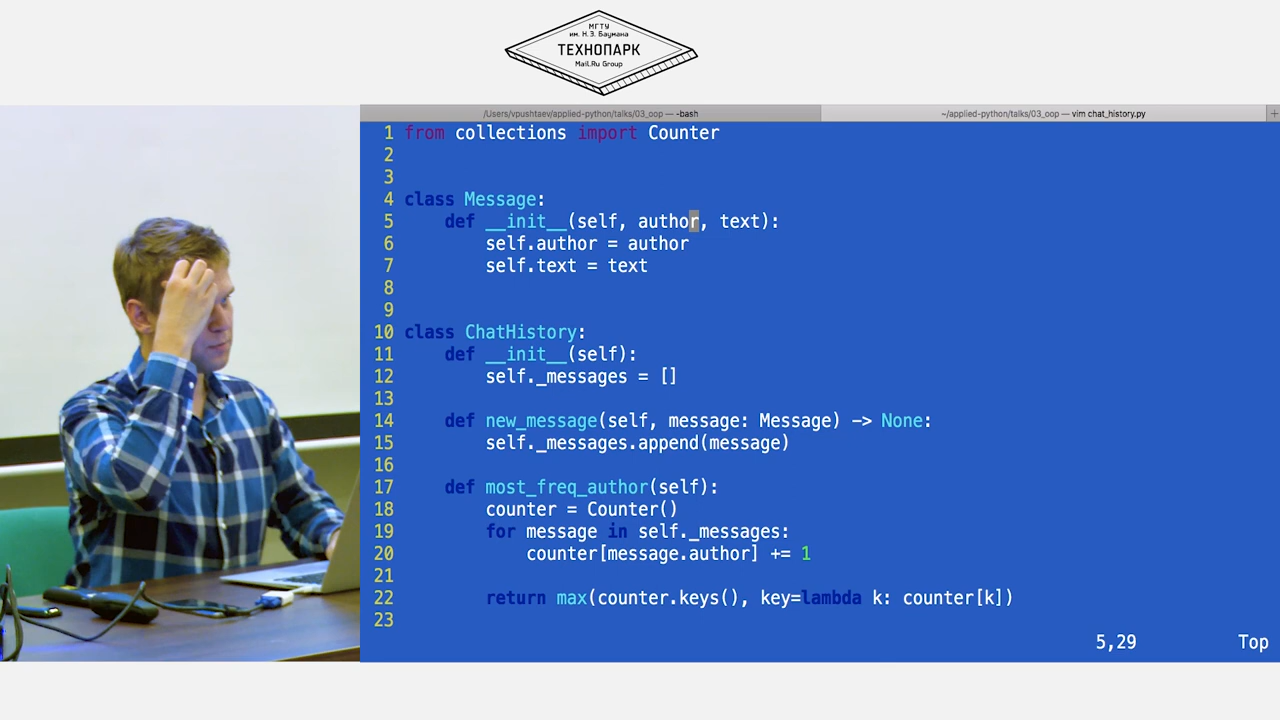 МГТУ
им. Н.Э. Баумана
ТЕХНОПАРК
Mail.Ru Group
/Users/vpushtaev/applied-python/talks/03_oop — -bash
~/applied-python/talks/03_oop — vim chat_history.py
+
1 from collections import Counter
2
3
4 class Message:
5     def __init__(self, author, text):
6         self.author = author
7         self.text = text
8
9
10 class ChatHistory:
11     def __init__(self):
12         self._messages = []
13
14     def new_message(self, message: Message) -> None:
15         self._messages.append(message)
16
17     def most_freq_author(self):
18         counter = Counter()
19         for message in self._messages:
20             counter[message.author] += 1
21
22         return max(counter.keys(), key=lambda k: counter[k])
23
5,29 Top